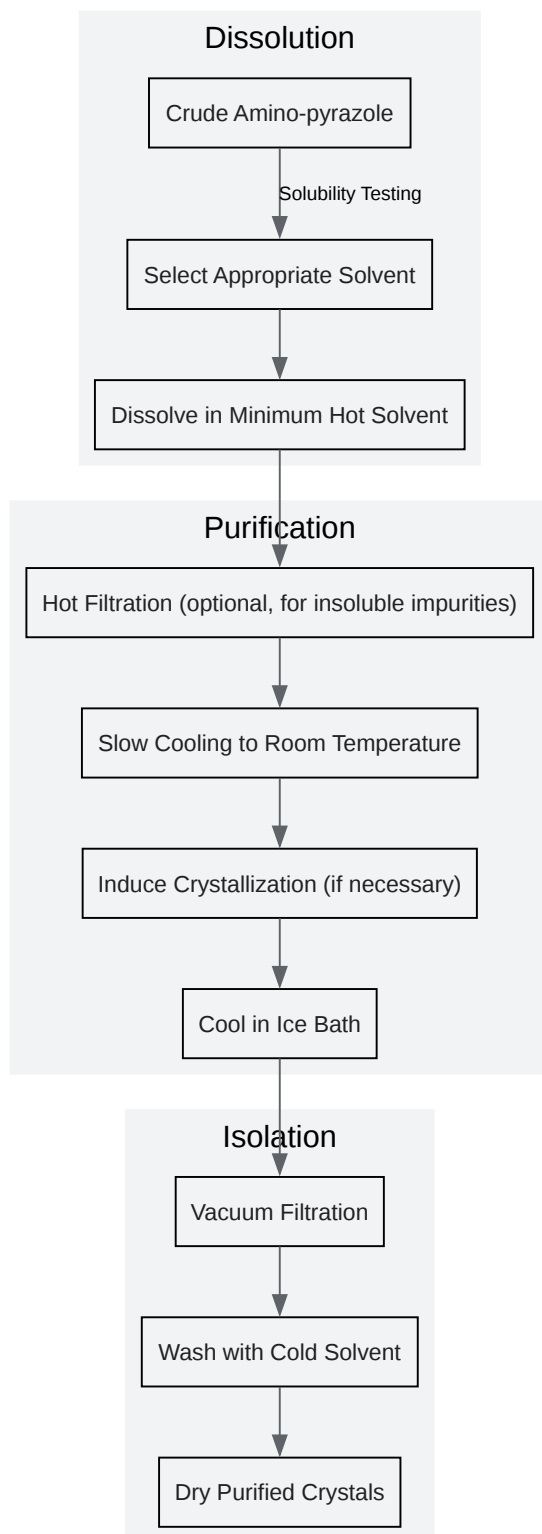 Dissolution
Crude Amino-pyrazole
Solubility Testing
Select Appropriate Solvent
Dissolve in Minimum Hot Solvent
Purification
Hot Filtration (optional, for insoluble impurities)
Slow Cooling to Room Temperature
Induce Crystallization (if necessary)
Cool in Ice Bath
Isolation
Vacuum Filtration
Wash with Cold Solvent
Dry Purified Crystals